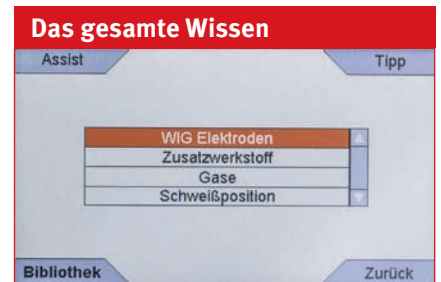 Das gesamte Wissen
Assist
Tipp
WIG Elektroden
Zusatzwerkstoff
Gase
Schweißposition
Bibliothek
Zurück